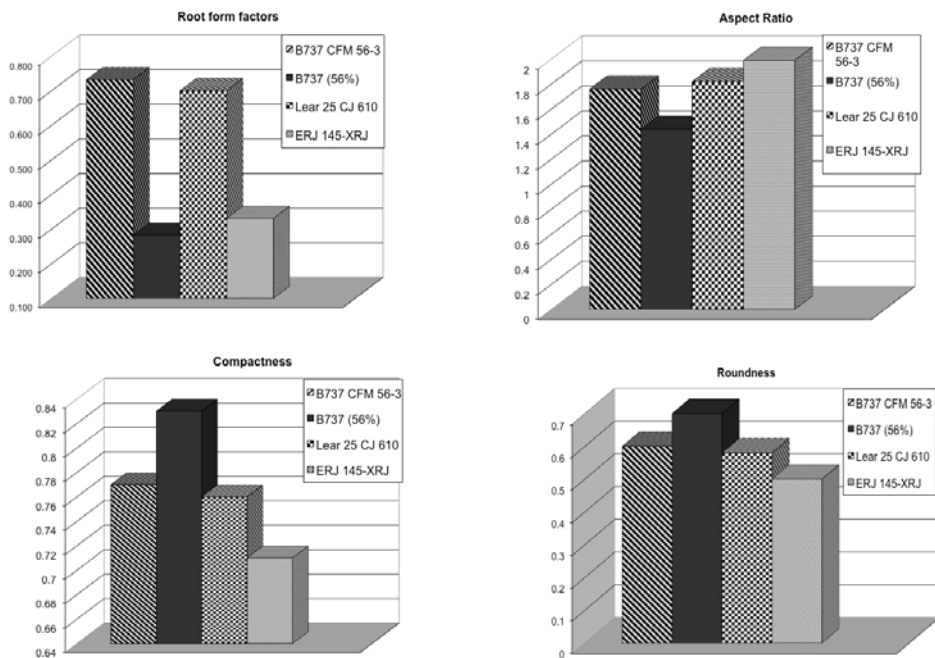 Root form factors
0.800
0.700
0.600
0.500
0.400
0.300
0.200
0.100
B737 CFM 56-3
B737 (56%)
Lear 25 CJ 610
ERJ 145-XRJ
Aspect Ratio
2
1.8
1.6
1.4
1.2
1
0.8
0.6
0.4
0.2
0
B737 CFM
56-3
B737 (56%)
Lear 25 CJ 610
ERJ 145-XRJ
Compactness
0.84
0.82
0.8
0.78
0.76
0.74
0.72
0.7
0.68
0.66
0.64
B737 CFM 56-3
B737 (56%)
Lear 25 CJ 610
ERJ 145-XRJ
Roundness
0.7
0.6
0.5
0.4
0.3
0.2
0.1
0
B737 CFM 56-3
B737 (56%)
Lear 25 CJ 610
ERJ 145-XRJ